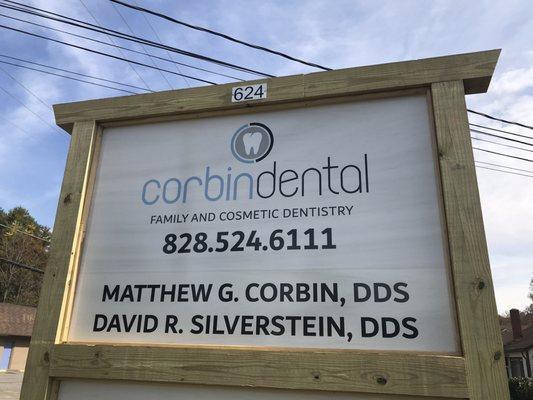 624
corbindental
FAMILY AND COSMETIC DENTISTRY
828.524.6111
MATTHEW G. CORBIN, DDS
DAVID R. SILVERSTEIN, DDS